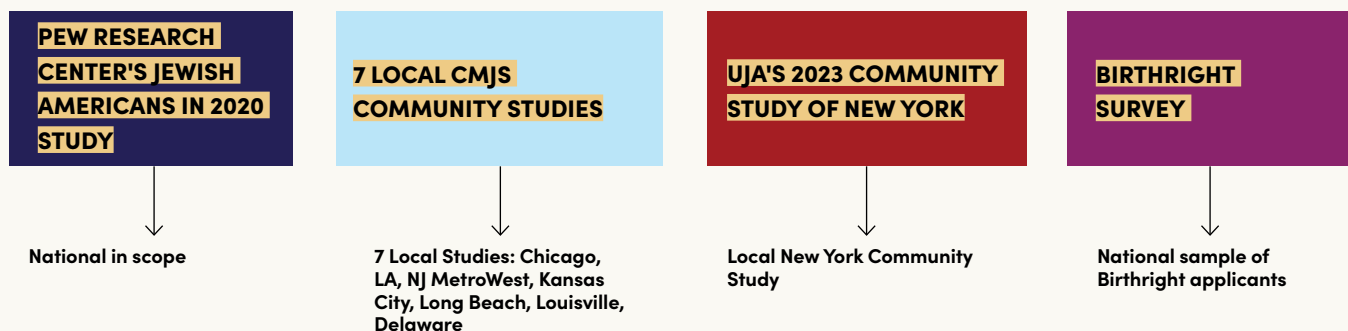 PEW RESEARCH
CENTER'S JEWISH
AMERICANS IN 2020
STUDY
National in scope
7 LOCAL CMJS
COMMUNITY STUDIES
7 Local Studies: Chicago,
LA, NJ MetroWest, Kansas
City, Long Beach, Louisville,
Delaware
UJA'S 2023 COMMUNITY
STUDY OF NEW YORK
Local New York Community
Study
BIRTHRIGHT
SURVEY
National sample of
Birthright applicants